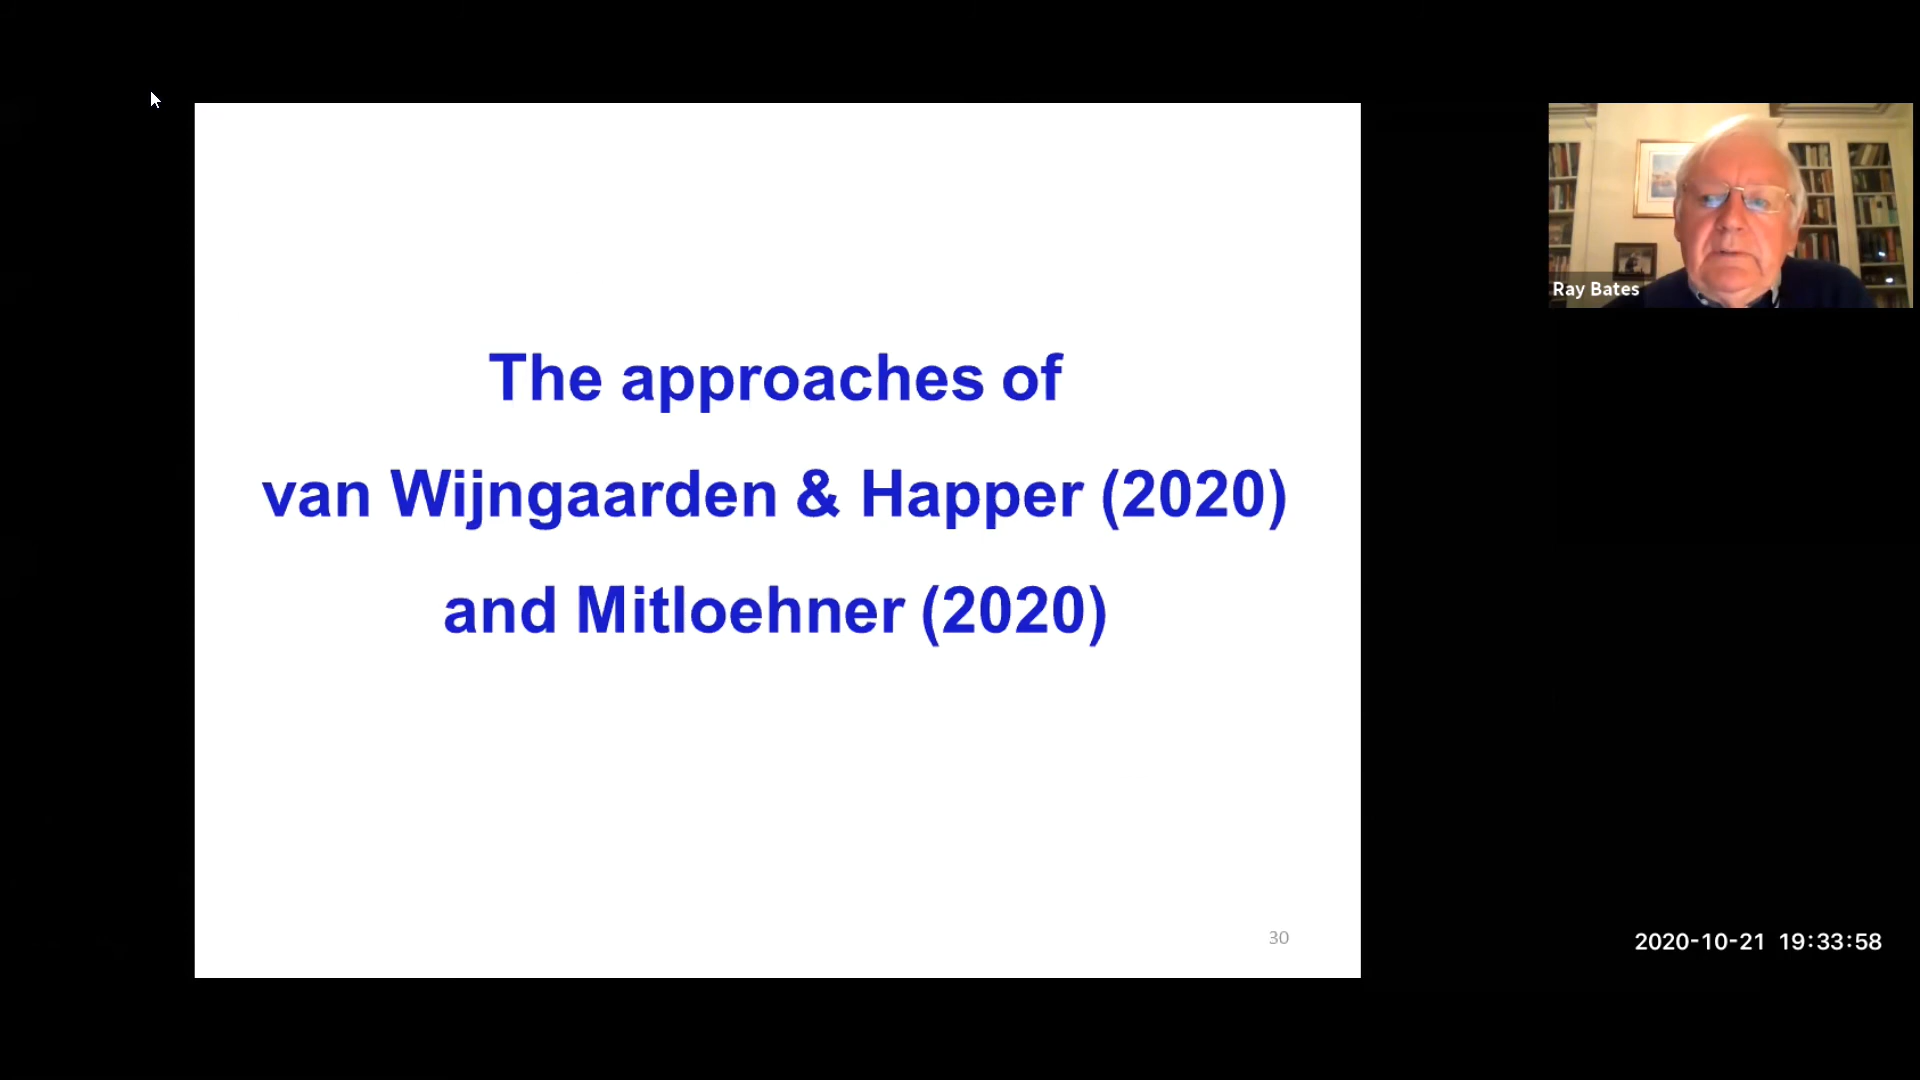 The approaches of
van Wijngaarden & Happer (2020)
and Mitloehner (2020)
30
Ray Bates
2020-10-21 19:33:58